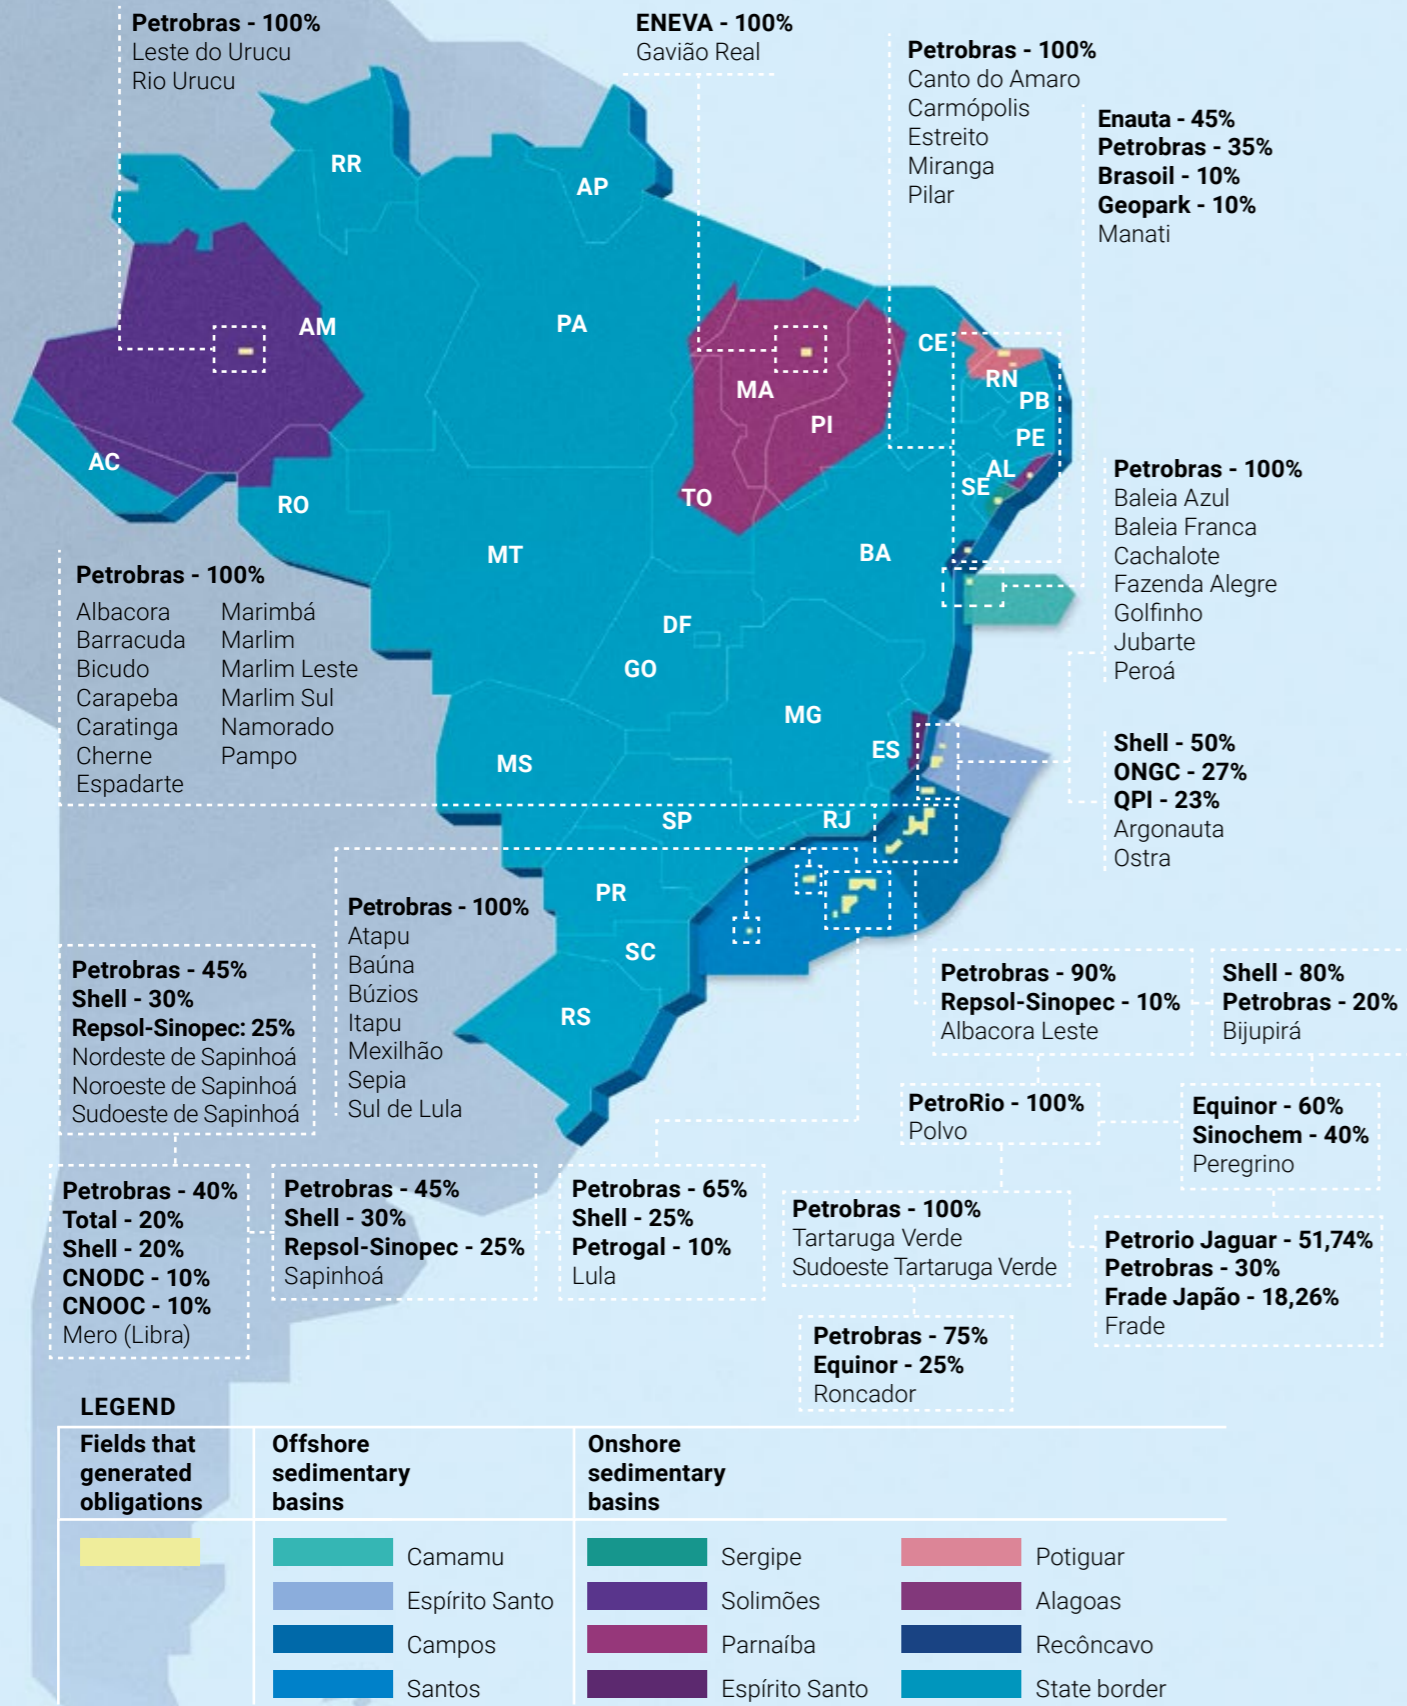 Petrobras - 100%
Leste do Urucu
Rio Urucu
ENEVA - 100%
Gavião Real
Petrobras - 100%
Canto do Amaro
Carmópolis
Estreito
Miranga
Pilar
Enauta - 45%
Petrobras - 35%
Brasoil - 10%
Geopark - 10%
Manati
RR
AP
AM
PA
CE
MA
RN
PI
PB
PE
AC
AL
SE
TO
RO
MT
BA
DF
GO
MG
ES
MS
SP
RJ
PR
SC
RS
Petrobras - 100%
Baleia Azul
Baleia Franca
Cachalote
Fazenda Alegre
Golfinho
Jubarte
Peroá
Petrobras - 100%
Albacora
Barracuda
Bicudo
Carapeba
Caratinga
Cherne
Espadarte
Marimbá
Marlim
Marlim Leste
Marlim Sul
Namorado
Pampo
Shell - 50%
ONGC - 27%
QPI - 23%
Argonauta
Ostra
Petrobras - 100%
Atapu
Baúna
Búzios
Itapu
Mexilhão
Sepia
Sul de Lula
Petrobras - 45%
Shell - 30%
Repsol-Sinopec: 25%
Nordeste de Sapinhoá
Noroeste de Sapinhoá
Sudoeste de Sapinhoá
Petrobras - 90%
Repsol-Sinopec - 10%
Albacora Leste
Shell - 80%
Petrobras - 20%
Bijupirá
PetroRio - 100%
Polvo
Equinor - 60%
Sinochem - 40%
Peregrino
Petrobras - 40%
Total - 20%
Shell - 20%
CNODC - 10%
CNOOC - 10%
Mero (Libra)
Petrobras - 45%
Shell - 30%
Repsol-Sinopec - 25%
Sapinhoá
Petrobras - 65%
Shell - 25%
Petrogal - 10%
Lula
Petrobras - 100%
Tartaruga Verde
Sudoeste Tartaruga Verde
Petrorio Jaguar - 51,74%
Petrobras - 30%
Frade Japão - 18,26%
Frade
Petrobras - 75%
Equinor - 25%
Roncador
LEGEND
Fields that
generated
obligations
Offshore
sedimentary
basins
Onshore
sedimentary
basins
Camamu
Espírito Santo
Campos
Santos
Sergipe
Solimões
Parnaíba
Espírito Santo
Potiguar
Alagoas
Recôncavo
State border